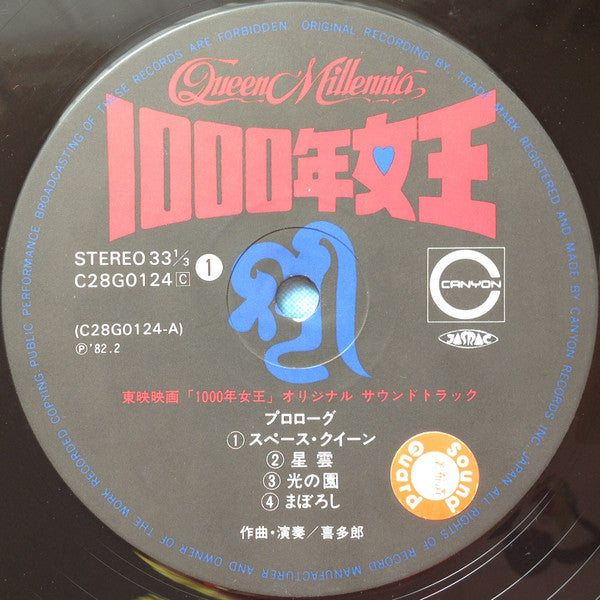 ORIGINAL RECORDING BY TRADE MARK REGISTERED AND MADE BY CANYON RECORDS INC. JAPAN ALL RIGHTS OF RECORD MANUFACTURER AND OWNER OF THE WORK RECORDED COPYING PUBLIC PERFORMANCE BROADCASTING OF THESE RECORDS ARE FORBIDDEN.
Queen Millennia
1000年女王
STEREO 33 1/3
C28G0124 C
1
CANYON
JASRAC
(C28G0124-A)
Ⓟ'82.2
東映映画「1000年女王」オリジナル サウンドトラック
プロローグ
① スペース・クイーン
② 星雲
③ 光の園
④ まぼろし
作曲・演奏/喜多郎
Sound
Guard